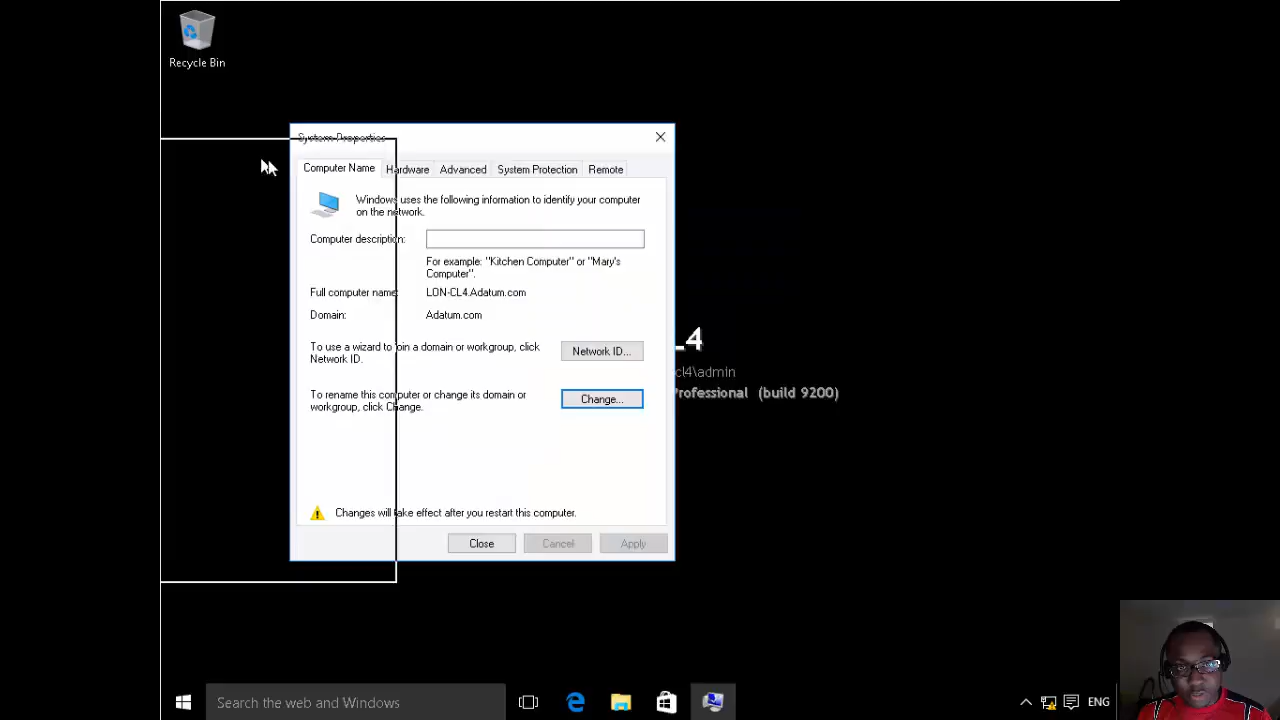 Recycle Bin
System Properties
Computer Name
Hardware
Advanced
System Protection
Remote
Windows uses the following information to identify your computer
on the network.
Computer description:
For example: "Kitchen Computer" or "Mary's
Computer".
Full computer name:
LON-CL4.Adatum.com
Domain:
Adatum.com
_4
To use a wizard to join a domain or workgroup, click
Network ID.
Network ID...
cl4\admin
Professional (build 9200)
To rename this computer or change its domain or
workgroup, click Change.
Change...
Changes will take effect after you restart this computer.
Close
Cancel
Apply
Search the web and Windows
ENG